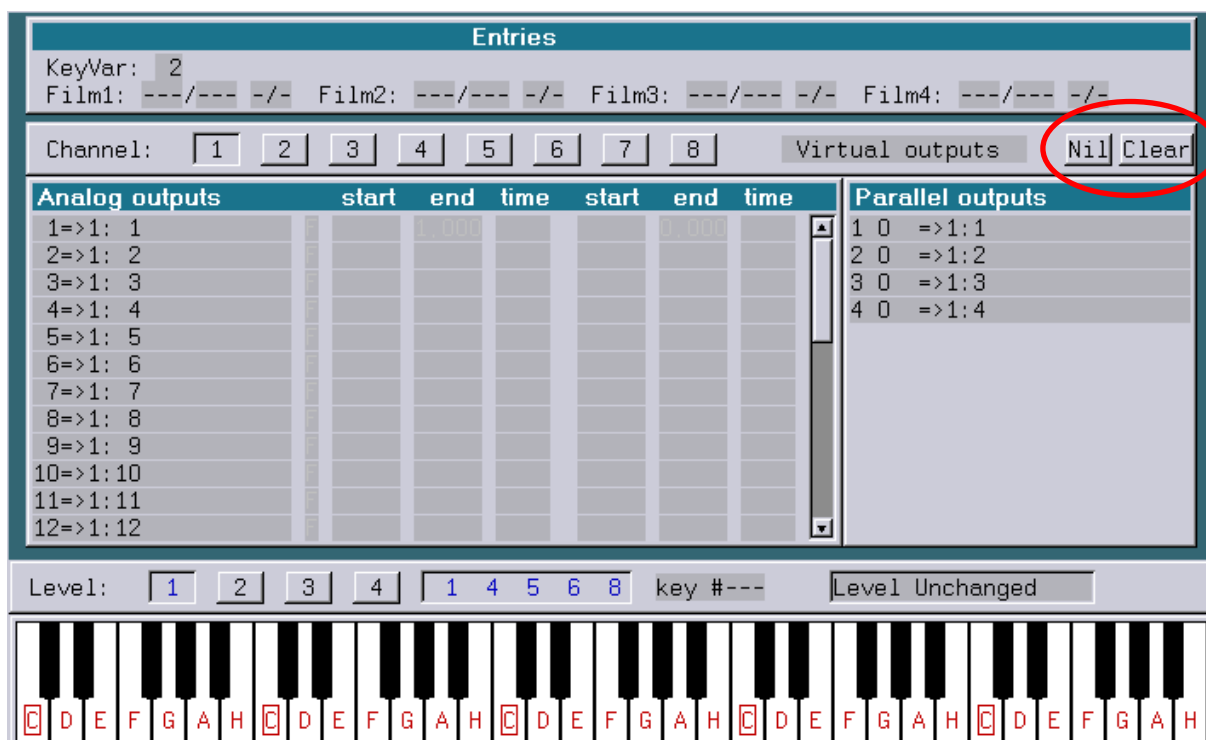 Entries
KeyVar: 2
Film1: ---/--- -/- Film2: ---/--- -/- Film3: ---/--- -/- Film4: ---/--- -/-
Channel: 1 2 3 4 5 6 7 8 Virtual outputs Nil Clear
Analog outputs start end time start end time Parallel outputs
1=>1: 1 F 1.000 0.000 1 0 =>1:1
2=>1: 2 F 2 0 =>1:2
3=>1: 3 F 3 0 =>1:3
4=>1: 4 F 4 0 =>1:4
5=>1: 5 F
6=>1: 6 F
7=>1: 7 F
8=>1: 8 F
9=>1: 9 F
10=>1:10 F
11=>1:11 F
12=>1:12 F
Level: 1 2 3 4 1 4 5 6 8 key #--- Level Unchanged
C D E F G A H C D E F G A H C D E F G A H C D E F G A H C D E F G A H